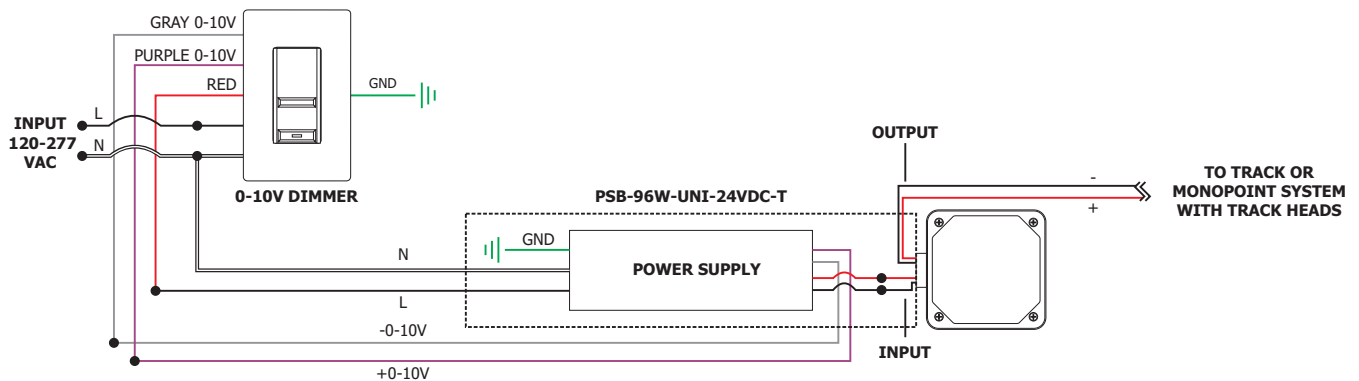 GRAY 0-10V
PURPLE 0-10V
RED
GND
L
INPUT
120-277
VAC
N
0-10V DIMMER
OUTPUT
PSB-96W-UNI-24VDC-T
-
+
TO TRACK OR
MONOPOINT SYSTEM
WITH TRACK HEADS
GND
N
POWER SUPPLY
L
-0-10V
INPUT
+0-10V